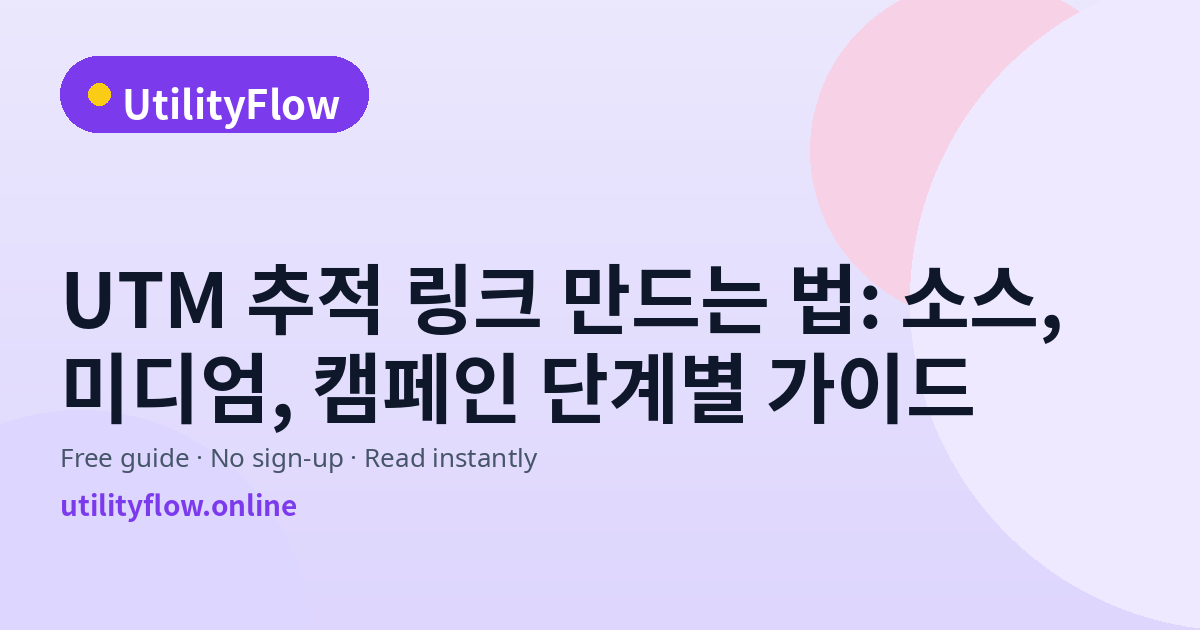 UtilityFlow
UTM 추적 링크 만드는 법: 소스,
미디엄, 캠페인 단계별 가이드
Free guide · No sign-up · Read instantly
utilityflow.online